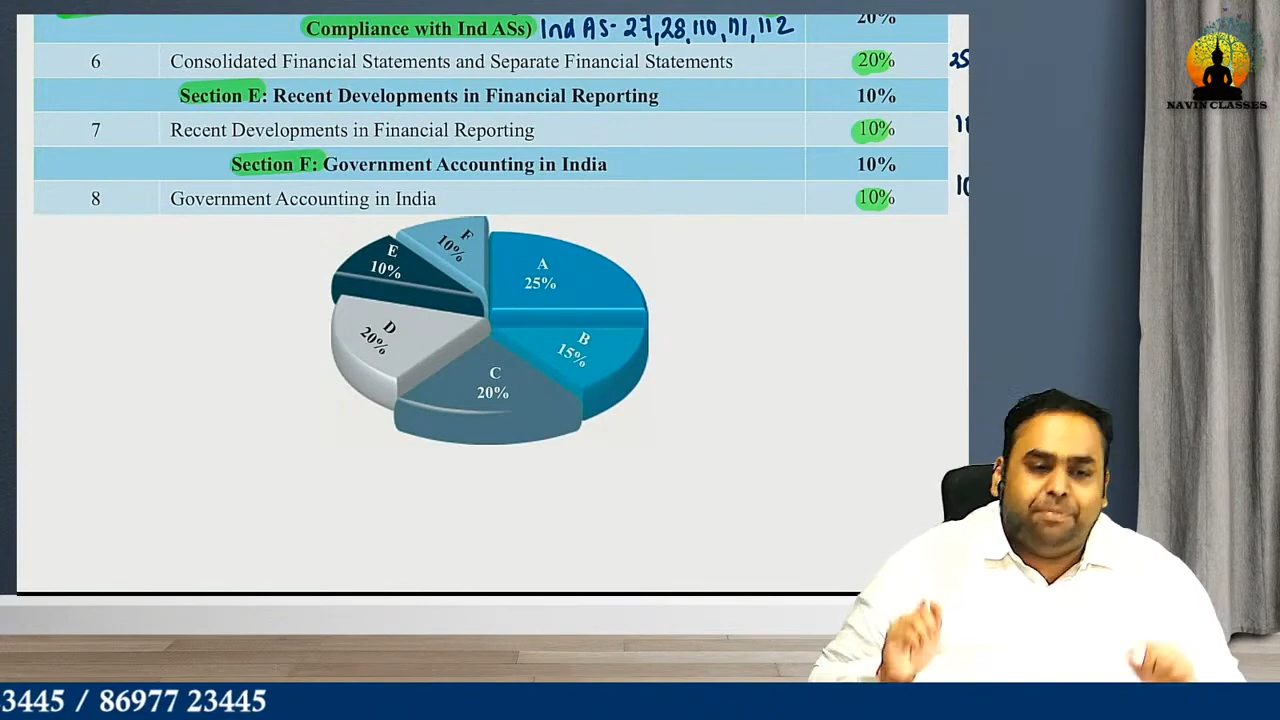 Compliance with Ind ASs) Ind AS- 27,28,110,111,112 20%
6 Consolidated Financial Statements and Separate Financial Statements 20% 25
Section E: Recent Developments in Financial Reporting 10%
7 Recent Developments in Financial Reporting 10%
Section F: Government Accounting in India 10%
8 Government Accounting in India 10% 10
NAVIN CLASSES
F
10%
E
10%
A
25%
D
20%
B
15%
C
20%
3445 / 86977 23445